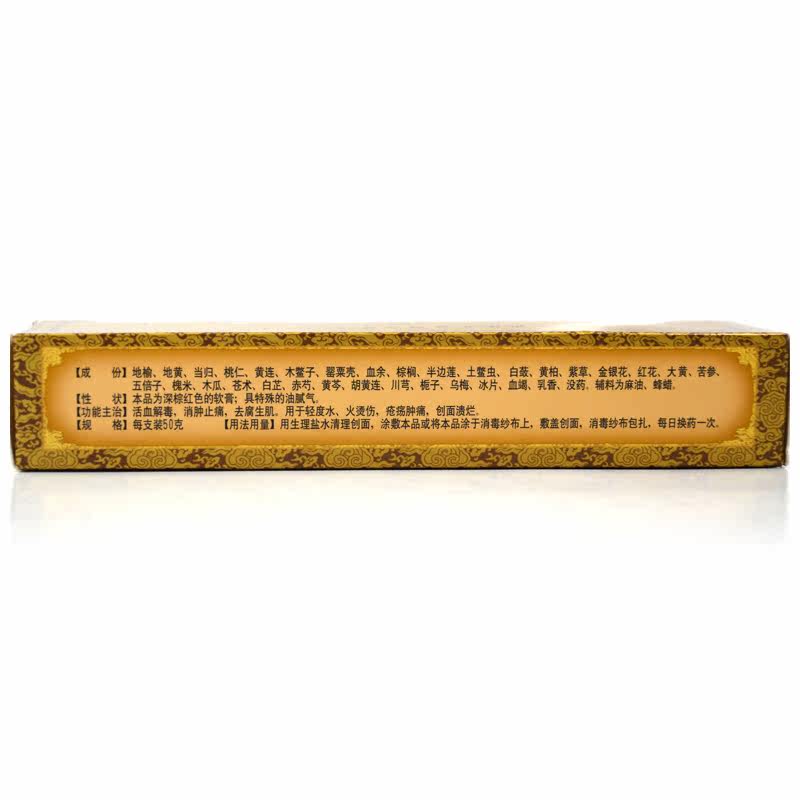 【成　份】地榆、地黄、当归、桃仁、黄连、木鳖子、罂粟壳、血余、棕榈、半边莲、土鳖虫、白蔹、黄柏、紫草、金银花、红花、大黄、苦参、
五倍子、槐米、木瓜、苍术、白芷、赤芍、黄芩、胡黄连、川芎、栀子、乌梅、冰片、血竭、乳香、没药。辅料为麻油、蜂蜡。
【性　状】本品为深棕红色的软膏；具特殊的油腻气。
【功能主治】活血解毒，消肿止痛，去腐生肌。用于轻度水、火烫伤，疮疡肿痛，创面溃烂。
【规　格】每支装50克　【用法用量】用生理盐水清理创面，涂敷本品或将本品涂于消毒纱布上，敷盖创面，消毒纱布包扎，每日换药一次。